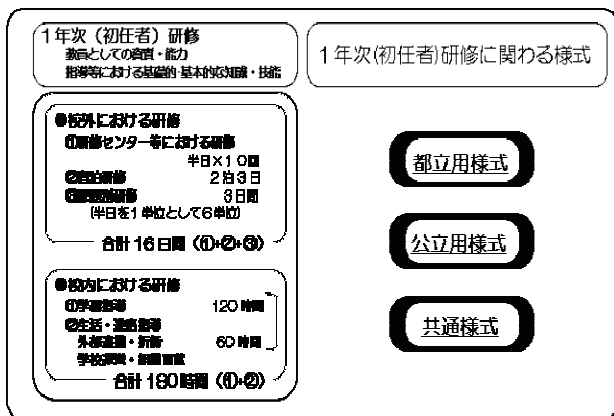 1年次（初任者）研修
教員としての資質・能力
指導等における基礎的・基本的な知識・技能
1年次(初任者)研修に関わる様式
●校外における研修
①研修センター等における研修
半日×10回
②宿泊研修 2泊3日
3日間
(半日を1単位として6単位)
合計16日間 (①+②+③)
●校内における研修
①学習指導 120時間
②生活・進路指導
60時間
合計180時間 (①+②)
都立用様式
公立用様式
共通様式